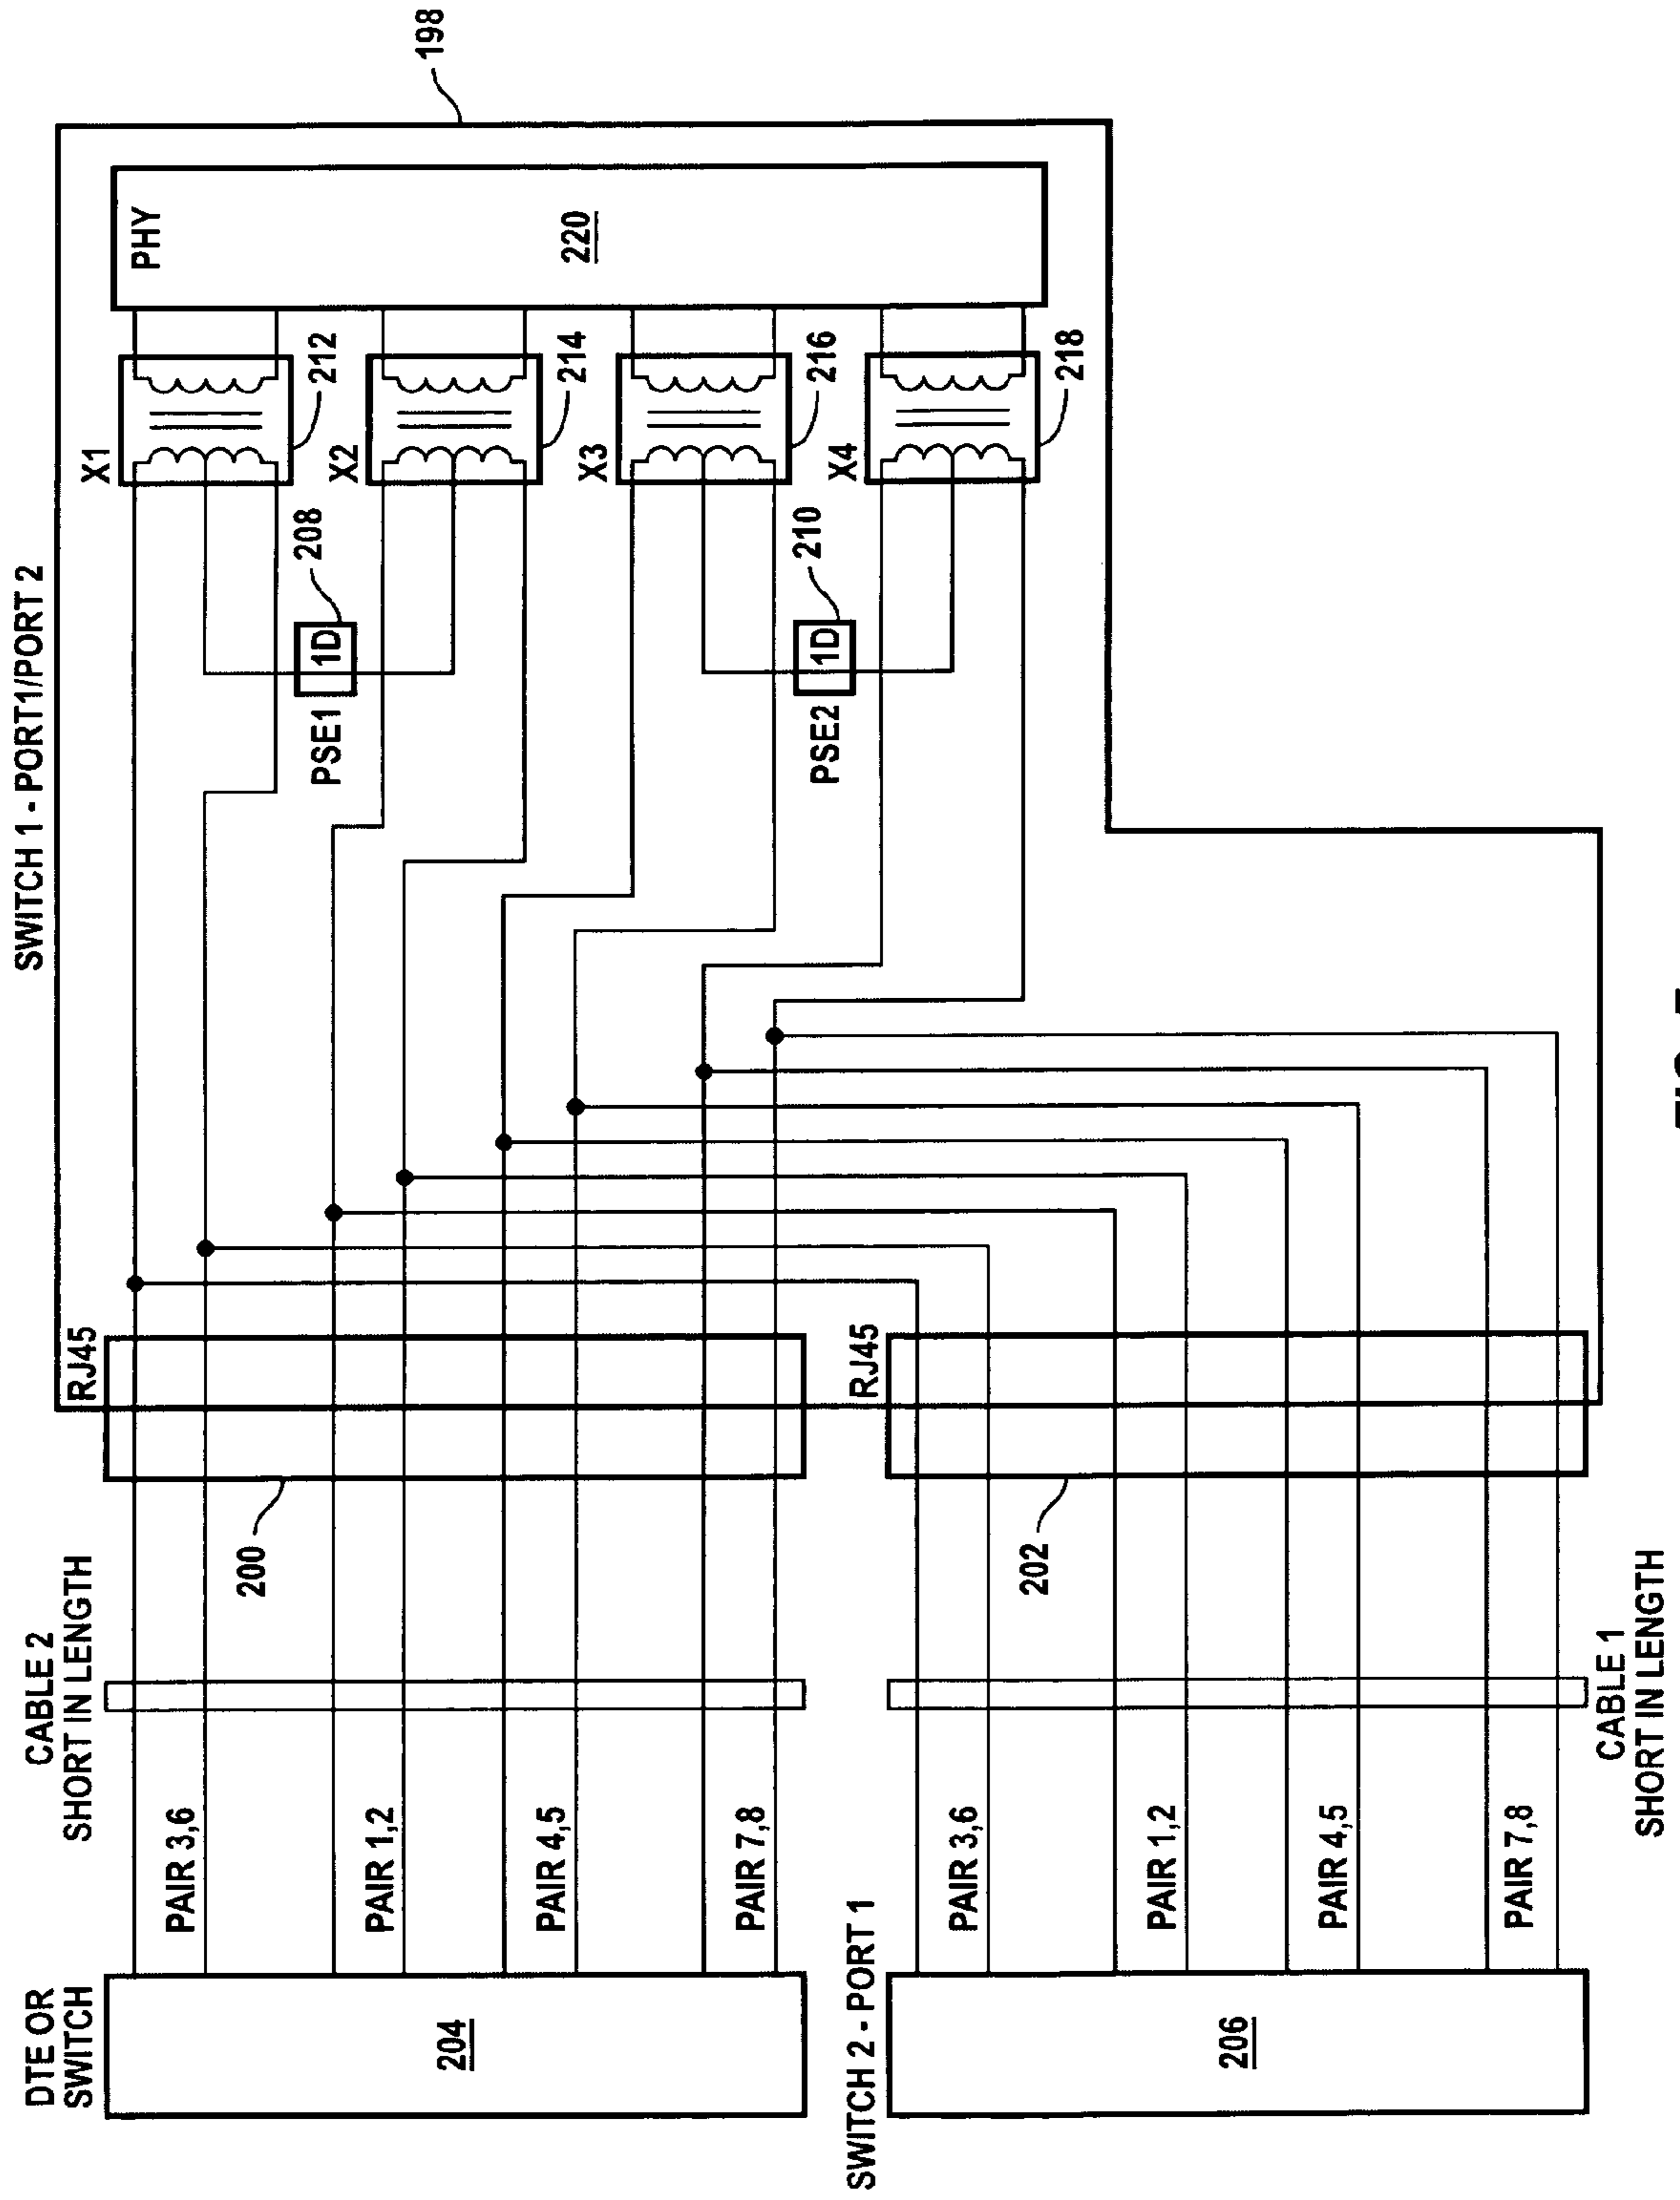 SWITCH 1 - PORT1/PORT 2
198
PHY
220
X1
212
X2
214
X3
216
X4
218
208
1D
PSE1
210
1D
PSE2
RJ45
200
RJ45
202
CABLE 2
SHORT IN LENGTH
PAIR 3,6
PAIR 1,2
PAIR 4,5
PAIR 7,8
DTE OR
SWITCH
204
CABLE 1
SHORT IN LENGTH
PAIR 3,6
PAIR 1,2
PAIR 4,5
PAIR 7,8
SWITCH 2 - PORT 1
206